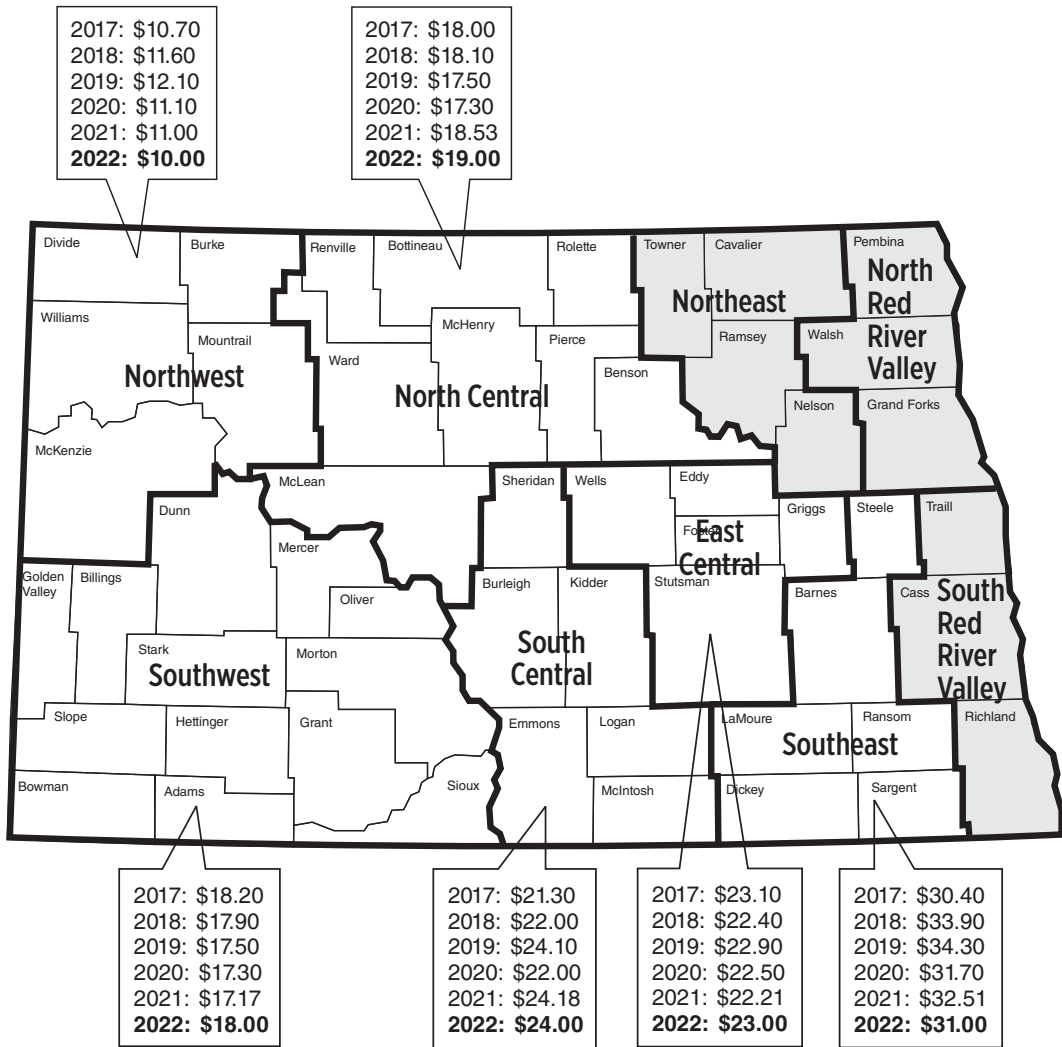 2017: $10.70
2018: $11.60
2019: $12.10
2020: $11.10
2021: $11.00
2022: $10.00
2017: $18.00
2018: $18.10
2019: $17.50
2020: $17.30
2021: $18.53
2022: $19.00
Divide
Burke
Renville
Bottineau
Rolette
Towner
Cavalier
Pembina
North
Red
River
Valley
Northeast
Williams
Mountrail
McHenry
Pierce
Ramsey
Walsh
Ward
Benson
Northwest
North Central
Nelson
Grand Forks
McKenzie
McLean
Sheridan
Wells
Eddy
Dunn
Griggs
Steele
Traill
Foster
East
Central
Mercer
Golden
Valley
Billings
Burleigh
Kidder
Stutsman
Barnes
Cass
South
Red
River
Valley
Oliver
Stark
Morton
Southwest
South
Central
Slope
Hettinger
Grant
Emmons
Logan
LaMoure
Ransom
Richland
Southeast
Bowman
Adams
Sioux
McIntosh
Dickey
Sargent
2017: $18.20
2018: $17.90
2019: $17.50
2020: $17.30
2021: $17.17
2022: $18.00
2017: $21.30
2018: $22.00
2019: $24.10
2020: $22.00
2021: $24.18
2022: $24.00
2017: $23.10
2018: $22.40
2019: $22.90
2020: $22.50
2021: $22.21
2022: $23.00
2017: $30.40
2018: $33.90
2019: $34.30
2020: $31.70
2021: $32.51
2022: $31.00